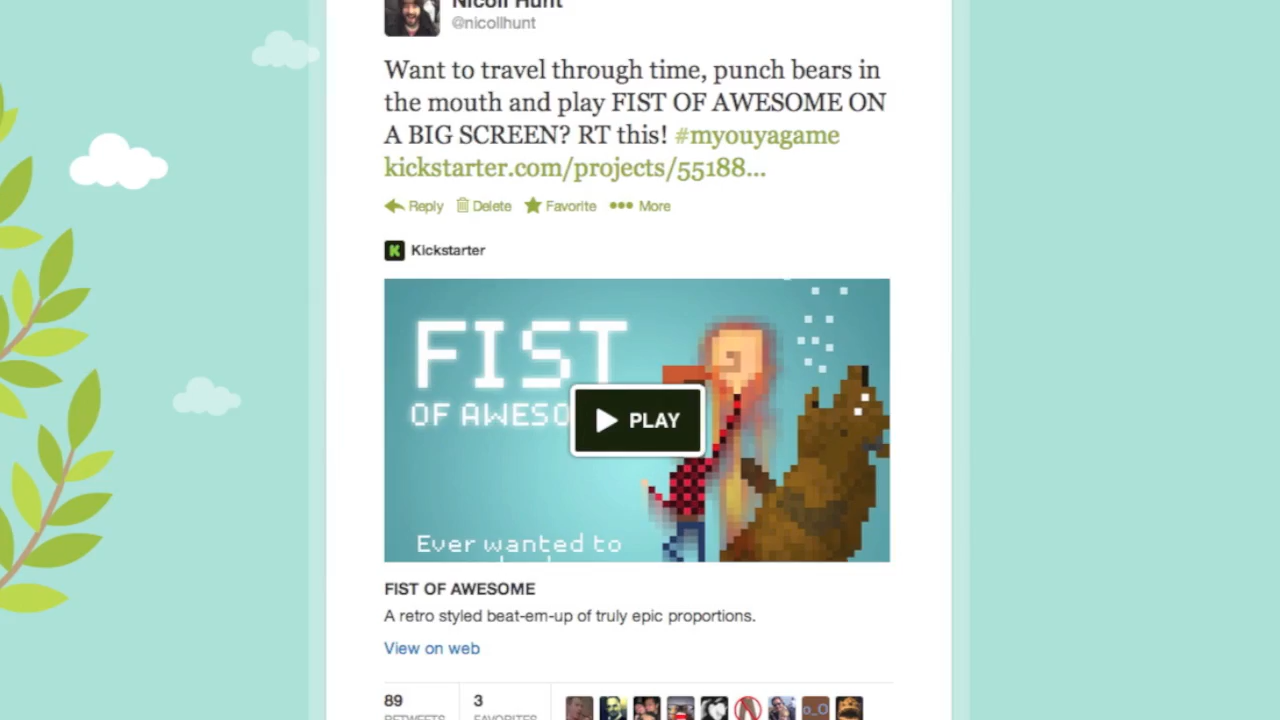 Nicoll Hunt
@nicollhunt
Want to travel through time, punch bears in
the mouth and play FIST OF AWESOME ON
A BIG SCREEN? RT this! #myouyagame
kickstarter.com/projects/55188...
Reply Delete Favorite More
K Kickstarter
FIST
OF AWESO
PLAY
Ever wanted to
FIST OF AWESOME
A retro styled beat-em-up of truly epic proportions.
View on web
89 3
RETWEETS FAVORITES
o_O